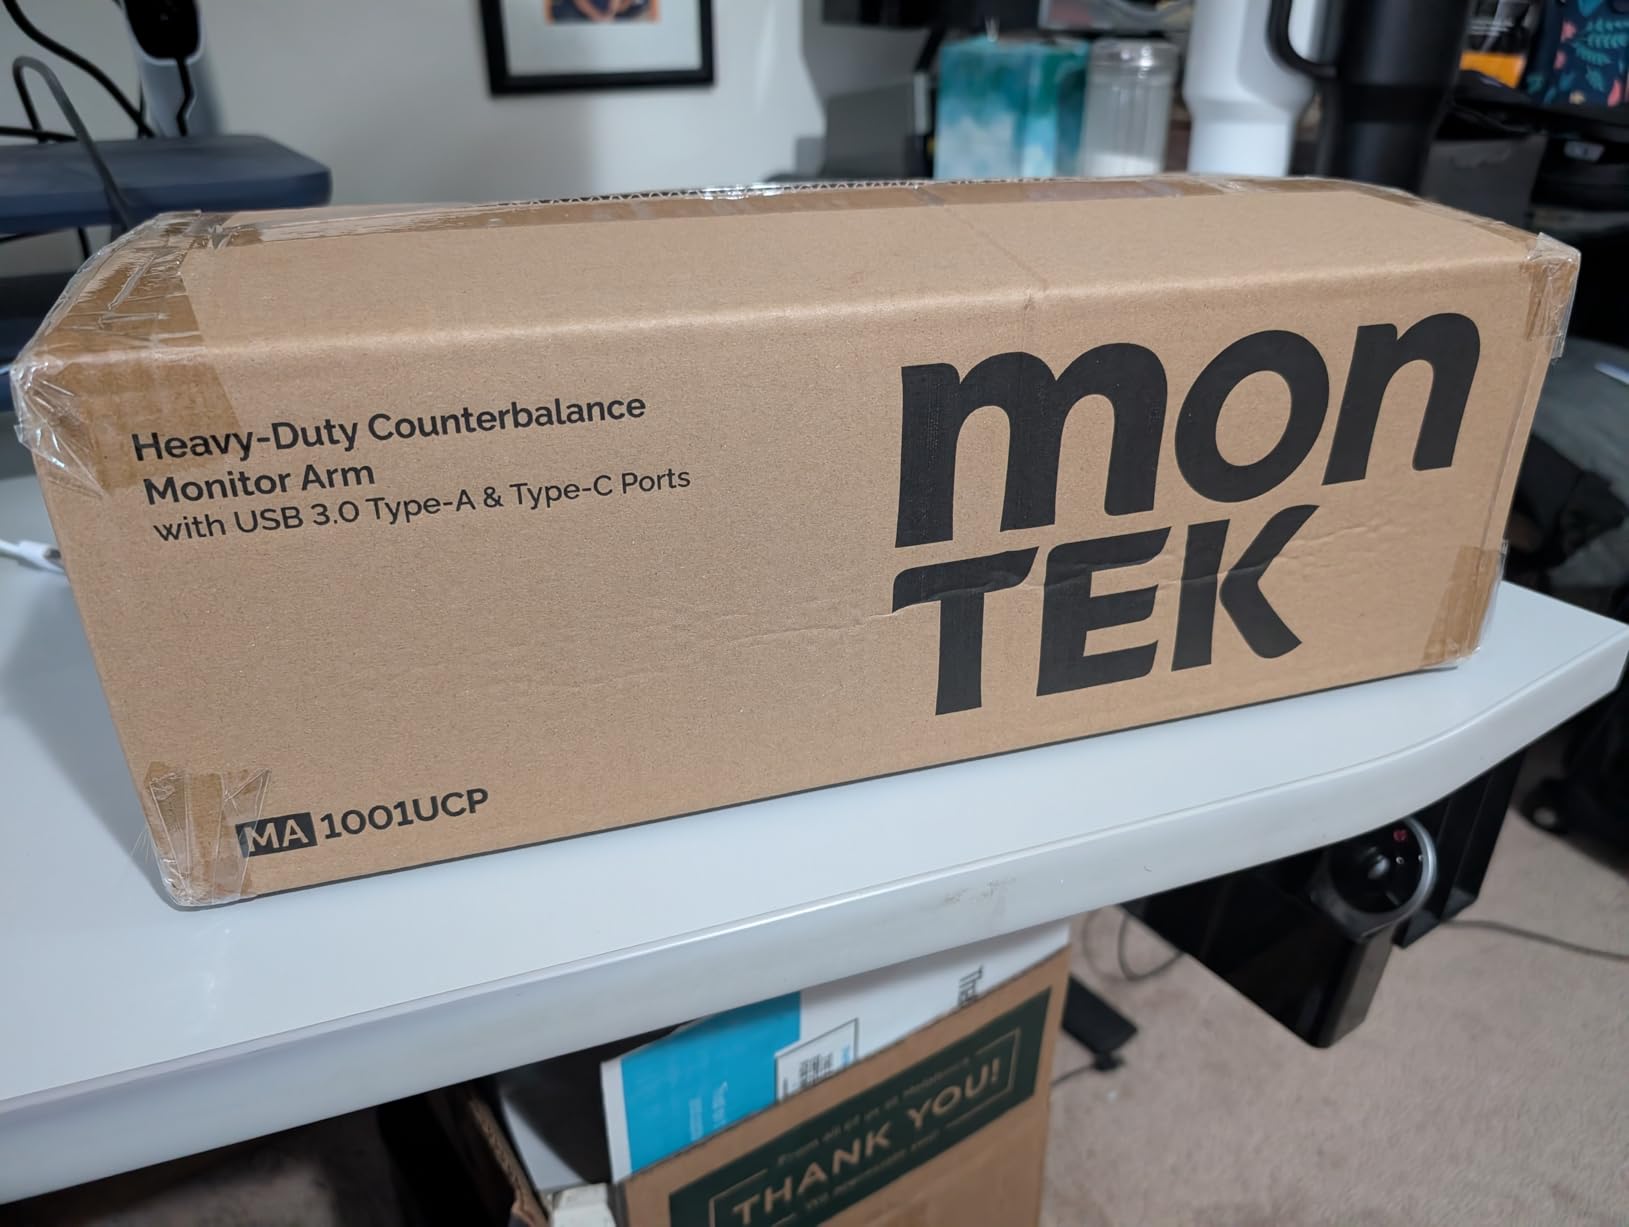 Heavy-Duty Counterbalance
Monitor Arm
with USB 3.0 Type-A & Type-C Ports
mon
TEK
MA 1001UCP
THANK YOU!